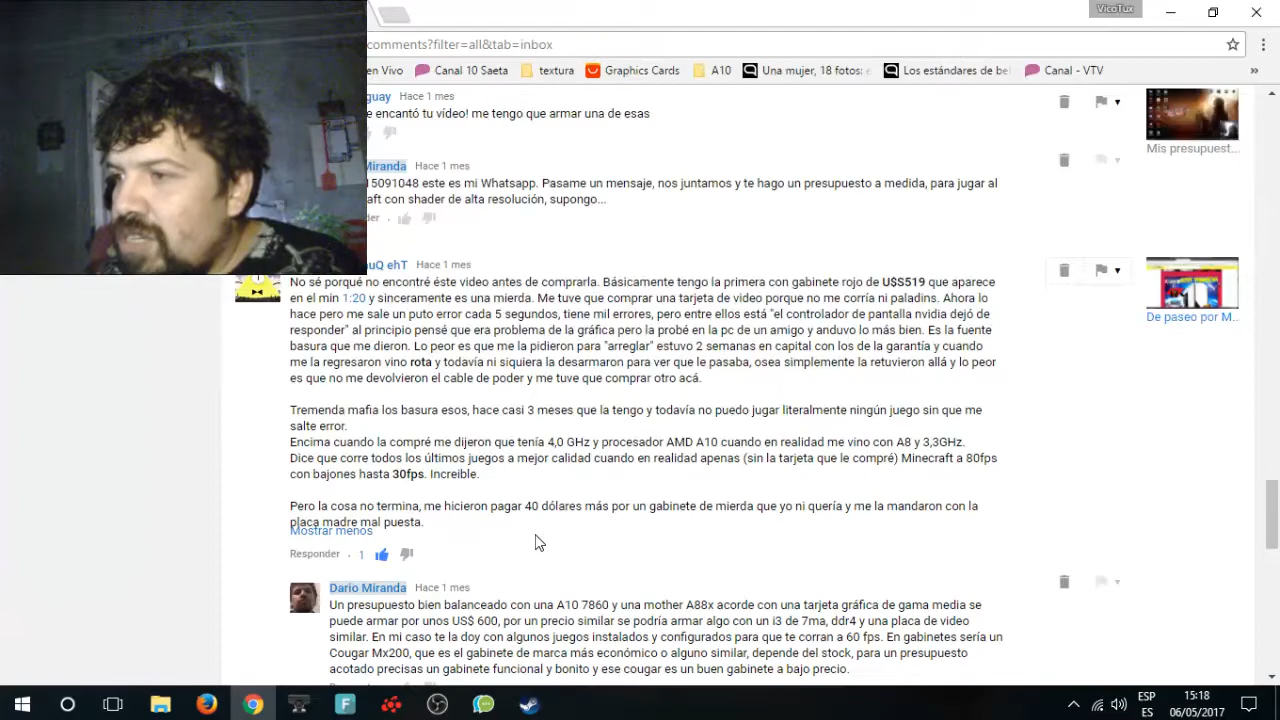 VicoTux
comments?filter=all&tab=inbox
en Vivo
Canal 10 Saeta
textura
Graphics Cards
A10
Una mujer, 18 fotos:
Los estándares de bel
Canal - VTV
»
guay Hace 1 mes
e encantó tu vídeo! me tengo que armar una de esas
Mis presupuest...
Miranda Hace 1 mes
15091048 este es mi Whatsapp. Pasame un mensaje, nos juntamos y te hago un presupuesto a medida, para jugar al
aft con shader de alta resolución, supongo...
der
uQ ehT Hace 1 mes
No sé porqué no encontré éste video antes de comprarla. Básicamente tengo la primera con gabinete rojo de U$S519 que aparece
en el min 1:20 y sinceramente es una mierda. Me tuve que comprar una tarjeta de video porque no me corría ni paladins. Ahora lo
hace pero me sale un puto error cada 5 segundos, tiene mil errores, pero entre ellos está "el controlador de pantalla nvidia dejó de
responder" al principio pensé que era problema de la gráfica pero la probé en la pc de un amigo y anduvo lo más bien. Es la fuente
basura que me dieron. Lo peor es que me la pidieron para "arreglar" estuvo 2 semanas en capital con los de la garantía y cuando
me la regresaron vino rota y todavía ni siquiera la desarmaron para ver que le pasaba, osea simplemente la retuvieron allá y lo peor
es que no me devolvieron el cable de poder y me tuve que comprar otro acá.
De paseo por M...
Tremenda mafia los basura esos, hace casi 3 meses que la tengo y todavía no puedo jugar literalmente ningún juego sin que me
salte error.
Encima cuando la compré me dijeron que tenía 4,0 GHz y procesador AMD A10 cuando en realidad me vino con A8 y 3,3GHz.
Dice que corre todos los últimos juegos a mejor calidad cuando en realidad apenas (sin la tarjeta que le compré) Minecraft a 80fps
con bajones hasta 30fps. Increible.
Pero la cosa no termina, me hicieron pagar 40 dólares más por un gabinete de mierda que yo ni quería y me la mandaron con la
placa madre mal puesta.
Mostrar menos
Responder · 1
Dario Miranda Hace 1 mes
Un presupuesto bien balanceado con una A10 7860 y una mother A88x acorde con una tarjeta gráfica de gama media se
puede armar por unos US$ 600, por un precio similar se podría armar algo con un i3 de 7ma, ddr4 y una placa de video
similar. En mi caso te la doy con algunos juegos instalados y configurados para que te corran a 60 fps. En gabinetes sería un
Cougar Mx200, que es el gabinete de marca más económico o alguno similar, depende del stock, para un presupuesto
acotado precisas un gabinete funcional y bonito y ese cougar es un buen gabinete a bajo precio.
ESP
ES
15:18
06/05/2017